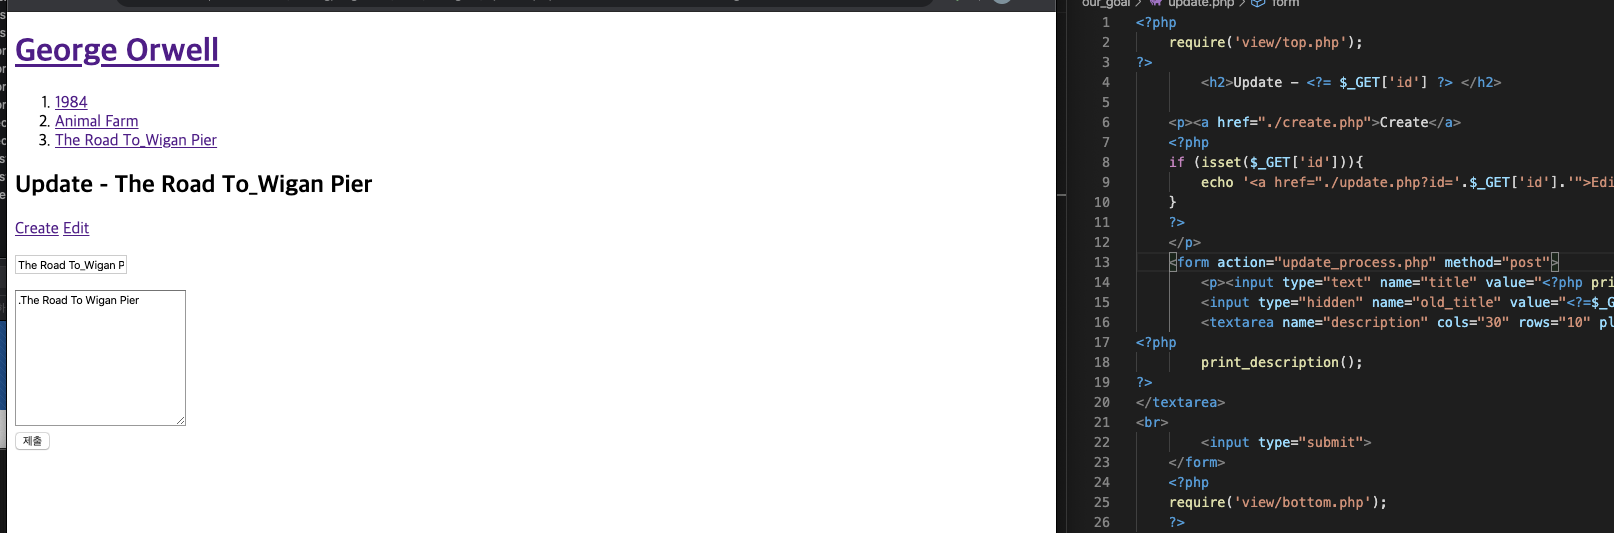 George Orwell
1. 1984
2. Animal Farm
3. The Road To_Wigan Pier
Update - The Road To_Wigan Pier
Create Edit
The Road To_Wigan P
.The Road To Wigan Pier
제출
our_goal > update.php > form
1 <?php
2 require('view/top.php');
3 ?>
4 <h2>Update - <?= $_GET['id'] ?> </h2>
5
6 <p><a href="./create.php">Create</a>
7 <?php
8 if (isset($_GET['id'])){
9 echo '<a href="./update.php?id='.$_GET['id'].'">Edi
10 }
11 ?>
12 </p>
13 <form action="update_process.php" method="post">
14 <p><input type="text" name="title" value="<?php pri
15 <input type="hidden" name="old_title" value="<?=$_G
16 <textarea name="description" cols="30" rows="10" pl
17 <?php
18 print_description();
19 ?>
20 </textarea>
21 <br>
22 <input type="submit">
23 </form>
24 <?php
25 require('view/bottom.php');
26 ?>